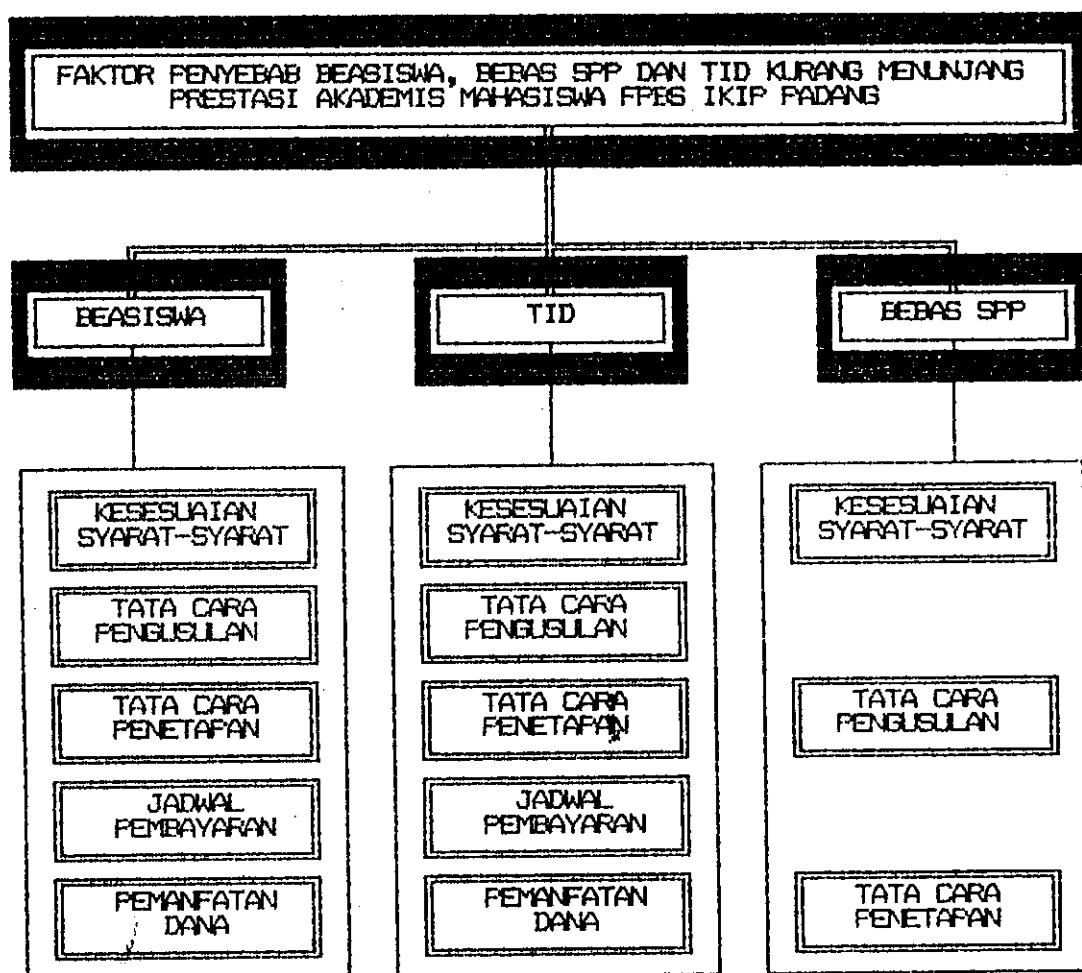 FAKTOR PENYEBAB BEASISWA, BEBAS SPP DAN TID KURANG MENUNJANG
PRESTASI AKADEMIS MAHASISWA FPBS IKIP PADANG
BEASISWA
TID
BEBAS SPP
KESESUAIAN
SYARAT-SYARAT
TATA CARA
PENGUSULAN
TATA CARA
PENETAPAN
JADWAL
PEMBAYARAN
PEMANFATAN
DANA
KESESUAIAN
SYARAT-SYARAT
TATA CARA
PENGUSULAN
TATA CARA
PENETAPAN
JADWAL
PEMBAYARAN
PEMANFATAN
DANA
KESESUAIAN
SYARAT-SYARAT
TATA CARA
PENGUSULAN
TATA CARA
PENETAPAN